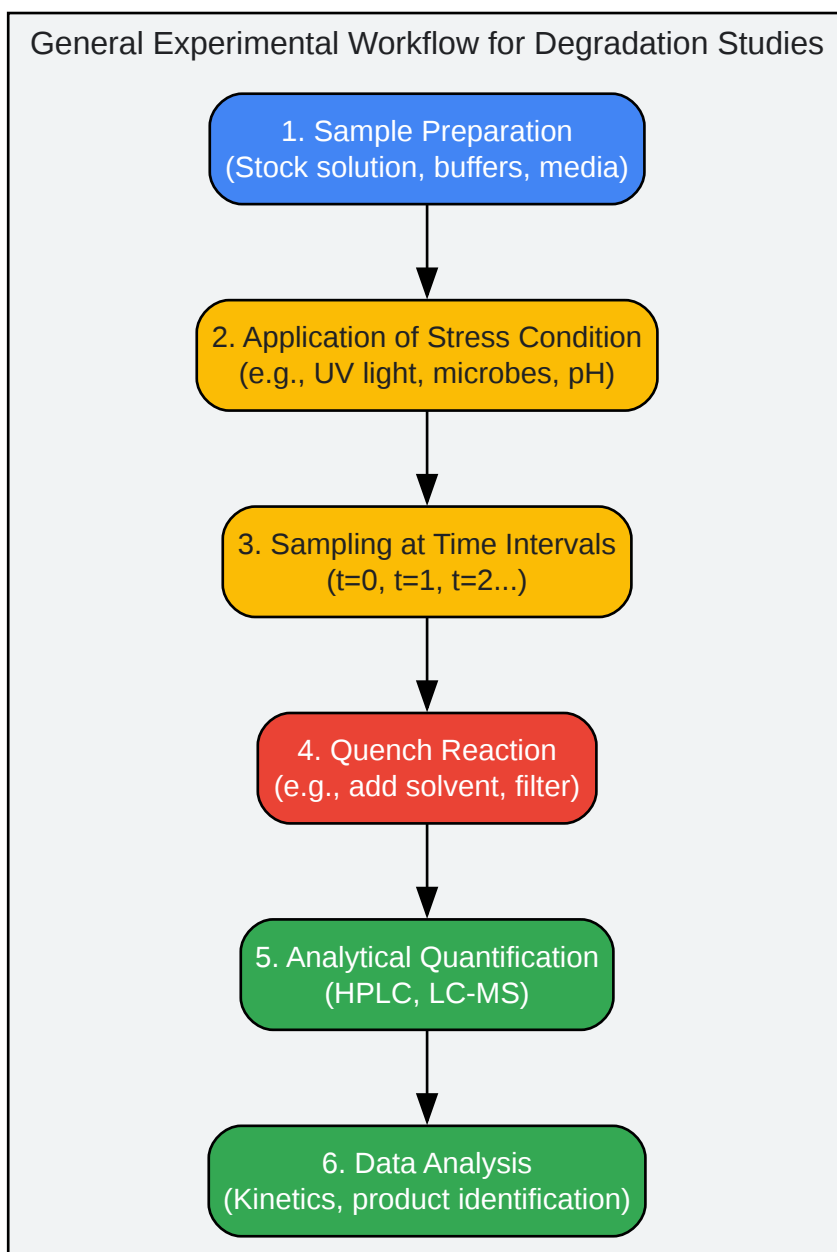 General Experimental Workflow for Degradation Studies
1. Sample Preparation
(Stock solution, buffers, media)
2. Application of Stress Condition
(e.g., UV light, microbes, pH)
3. Sampling at Time Intervals
(t=0, t=1, t=2...)
4. Quench Reaction
(e.g., add solvent, filter)
5. Analytical Quantification
(HPLC, LC-MS)
6. Data Analysis
(Kinetics, product identification)